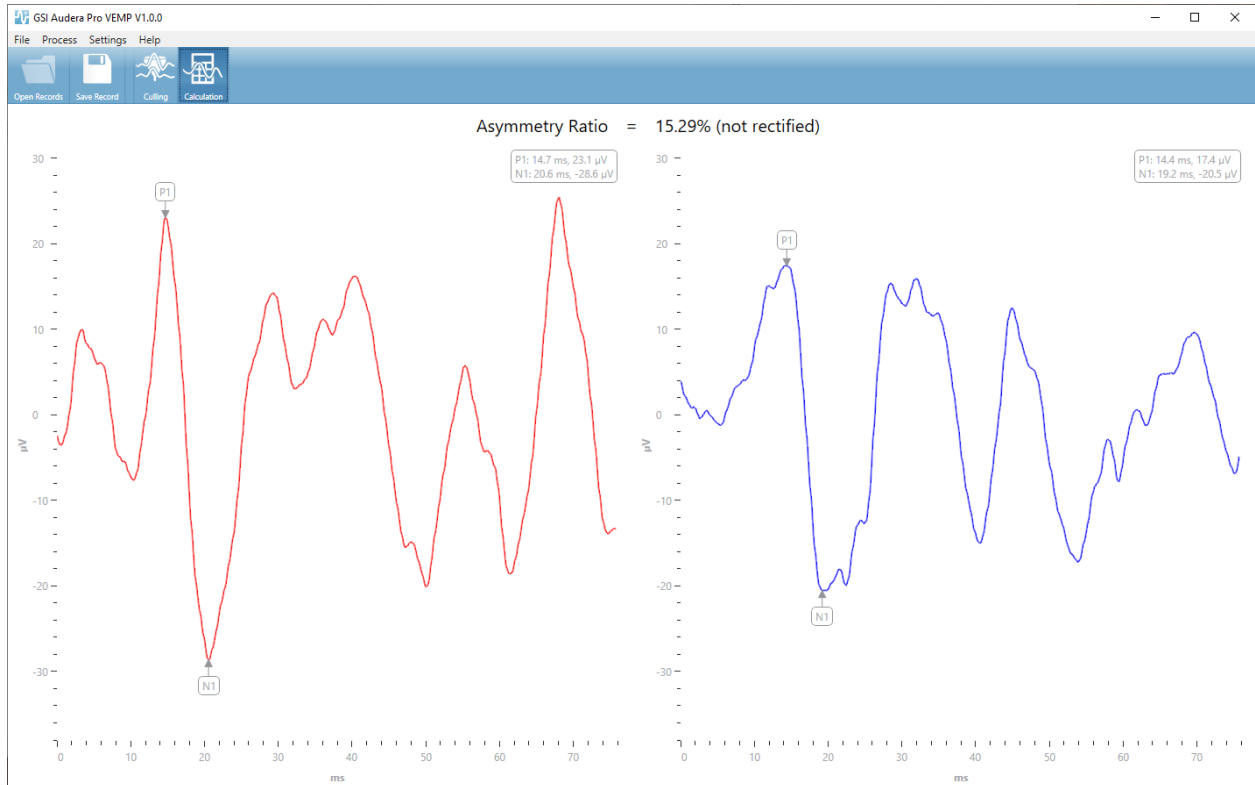 GSI Audera Pro VEMP V1.0.0
File Process Settings Help
Open Records Save Record Culling Calculation
Asymmetry Ratio = 15.29% (not rectified)
P1: 14.7 ms, 23.1 µV
N1: 20.6 ms, -28.6 µV
P1
N1
30
20
10
0
-10
-20
-30
µV
0 10 20 30 40 50 60 70
ms
P1: 14.4 ms, 17.4 µV
N1: 19.2 ms, -20.5 µV
P1
N1
30
20
10
0
-10
-20
-30
µV
0 10 20 30 40 50 60 70
ms